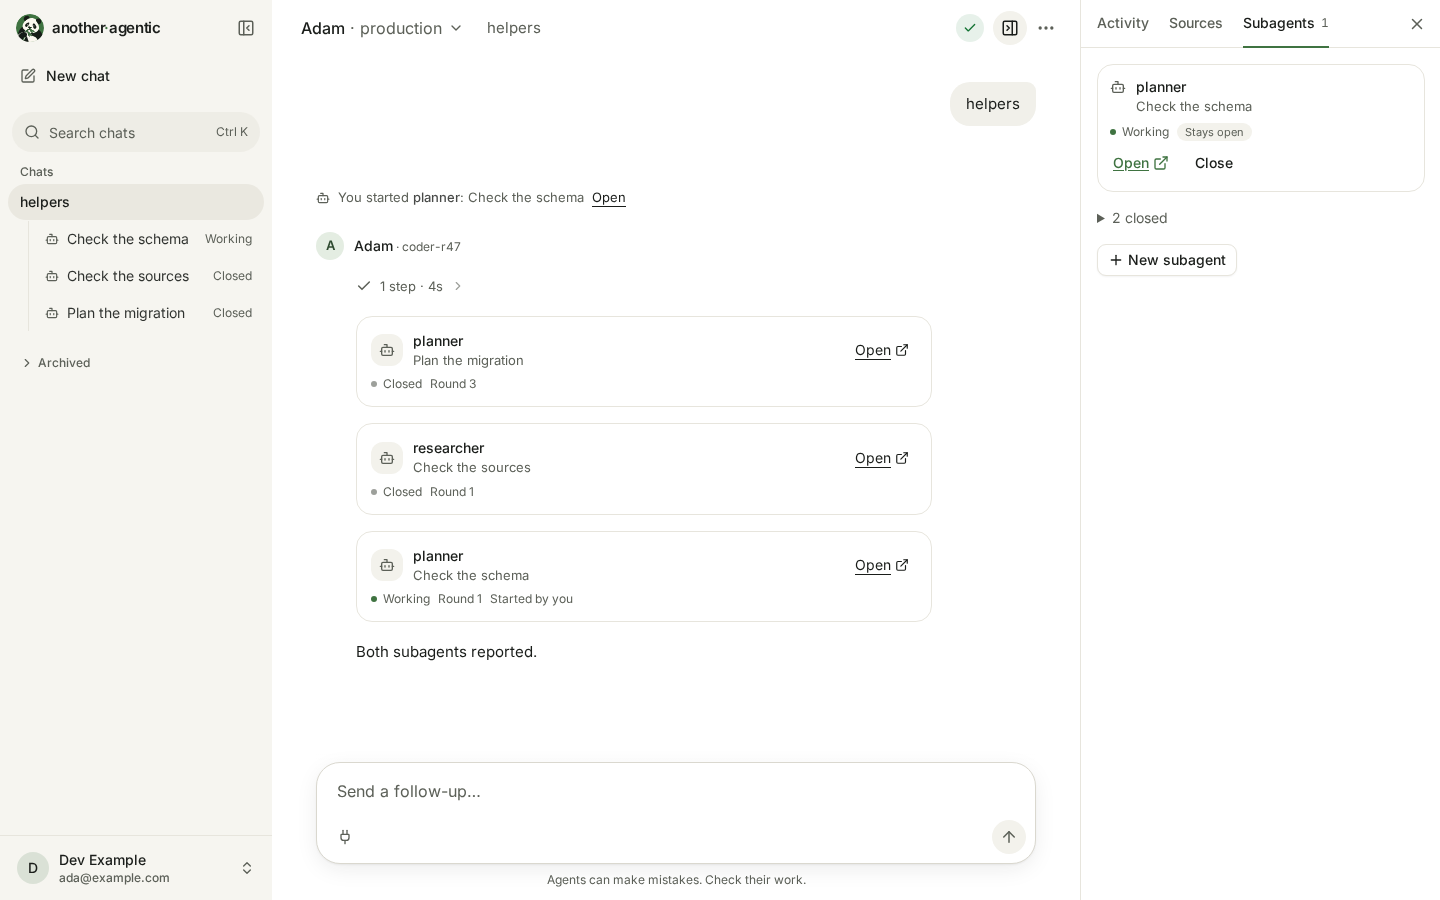 another·agentic
New chat
Search chats Ctrl K
Chats
helpers
Check the schema Working
Check the sources Closed
Plan the migration Closed
Archived
D
Dev Example
ada@example.com
Adam · production helpers
helpers
You started planner: Check the schema Open
A Adam · coder-r47
1 step · 4s
planner
Plan the migration
Open
Closed Round 3
researcher
Check the sources
Open
Closed Round 1
planner
Check the schema
Open
Working Round 1 Started by you
Both subagents reported.
Send a follow-up...
Agents can make mistakes. Check their work.
Activity Sources Subagents 1
planner
Check the schema
Working Stays open
Open Close
2 closed
New subagent